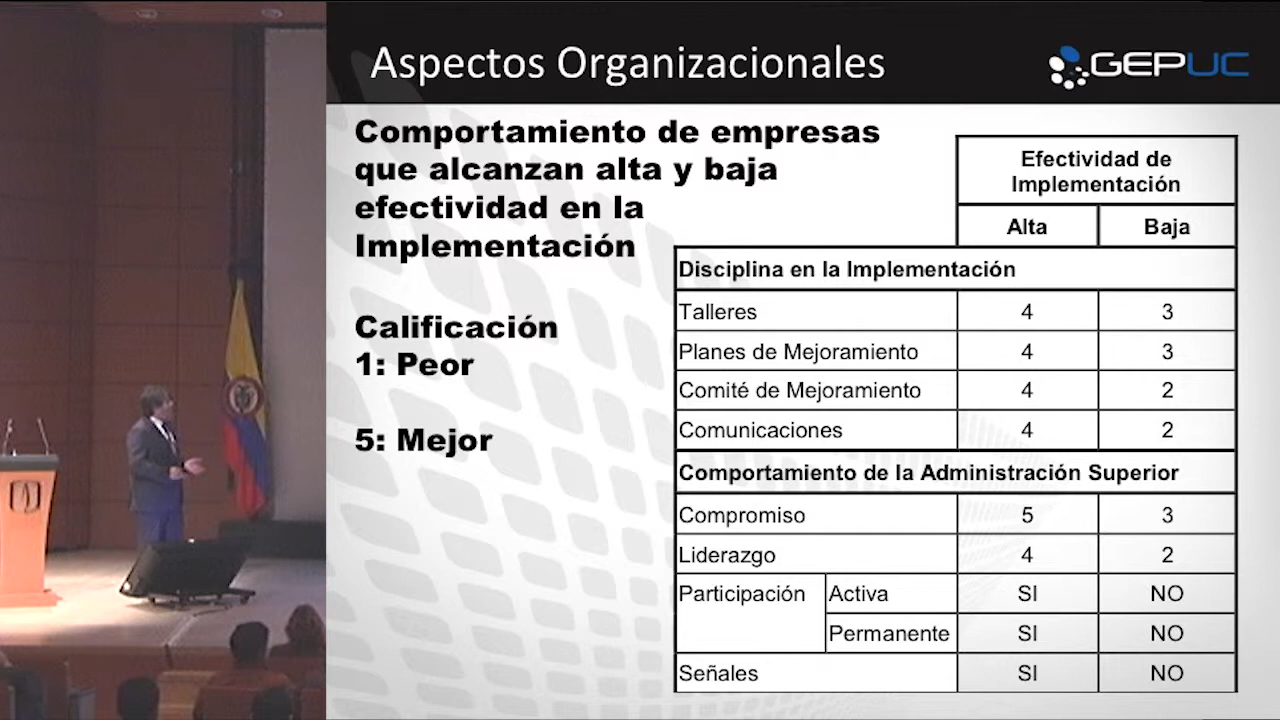 Aspectos Organizacionales
GEPUC
Comportamiento de empresas
que alcanzan alta y baja
efectividad en la
Implementación
Calificación
1: Peor
5: Mejor
Efectividad de
Implementación
Alta Baja
Disciplina en la Implementación
Talleres 4 3
Planes de Mejoramiento 4 3
Comité de Mejoramiento 4 2
Comunicaciones 4 2
Comportamiento de la Administración Superior
Compromiso 5 3
Liderazgo 4 2
Participación Activa SI NO
Permanente SI NO
Señales SI NO